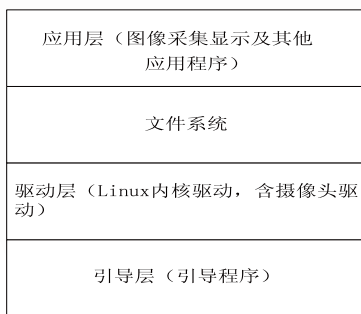 应用层（图像采集显示及其他
应用程序）
文件系统
驱动层（Linux内核驱动，含摄像头驱
动）
引导层（引导程序）